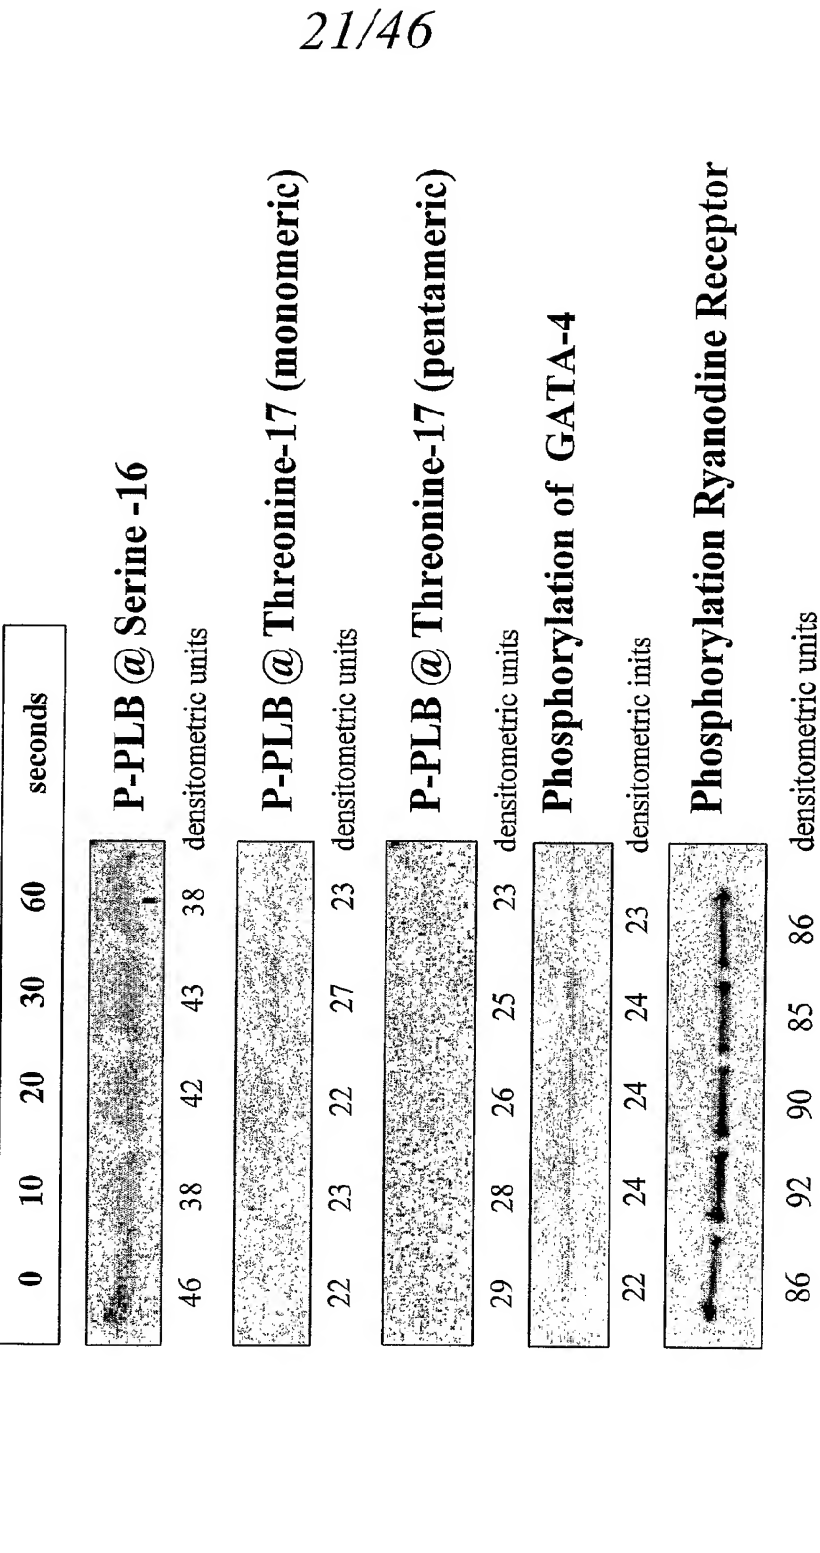 21/46
0 10 20 30 60 seconds
P-PLB @ Serine -16
46 38 42 43 38 densitometric units
P-PLB @ Threonine-17 (monomeric)
22 23 22 27 23 densitometric units
P-PLB @ Threonine-17 (pentameric)
29 28 26 25 23 densitometric units
Phosphorylation of GATA-4
22 24 24 24 23 densitometric inits
Phosphorylation Ryanodine Receptor
86 92 90 85 86 densitometric units